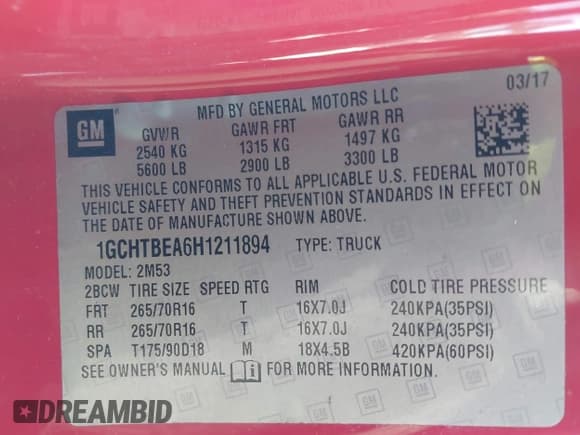 GM
MFD BY GENERAL MOTORS LLC
03/17
GVWR GAWR FRT GAWR RR
2540 KG 1315 KG 1497 KG
5600 LB 2900 LB 3300 LB
THIS VEHICLE CONFORMS TO ALL APPLICABLE U.S. FEDERAL MOTOR
VEHICLE SAFETY AND THEFT PREVENTION STANDARDS IN EFFECT ON
THE DATE OF MANUFACTURE SHOWN ABOVE.
1GCHTBEA6H1211894 TYPE: TRUCK
MODEL: 2M53
2BCW TIRE SIZE SPEED RTG RIM COLD TIRE PRESSURE
FRT 265/70R16 T 16X7.0J 240KPA(35PSI)
RR 265/70R16 T 16X7.0J 240KPA(35PSI)
SPA T175/90D18 M 18X4.5B 420KPA(60PSI)
SEE OWNER'S MANUAL FOR MORE INFORMATION.
DREAMBID